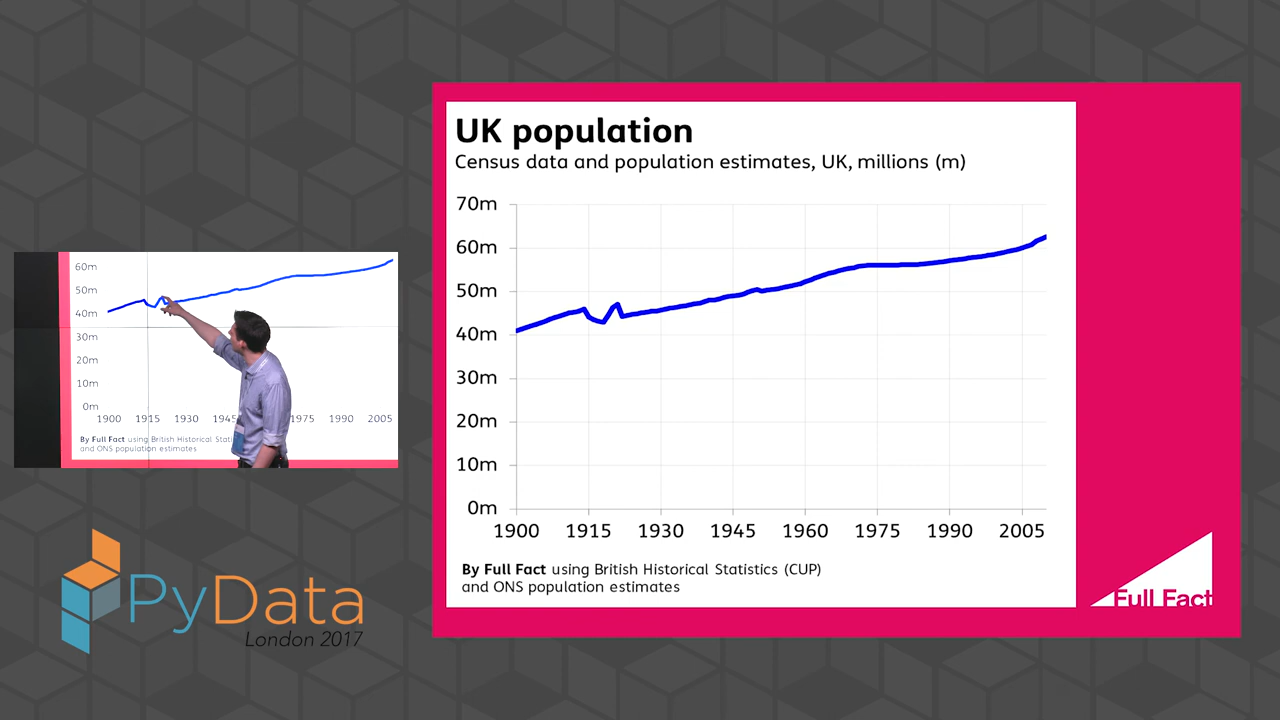 UK population
Census data and population estimates, UK, millions (m)
70m
60m
50m
40m
30m
20m
10m
0m
1900 1915 1930 1945 1960 1975 1990 2005
By Full Fact using British Historical Statistics (CUP)
and ONS population estimates
Full Fact
60m
50m
40m
30m
20m
10m
0m
1900 1915 1930 1945 1975 1990 2005
By Full Fact using British Historical
and ONS population estimates
PyData
London 2017